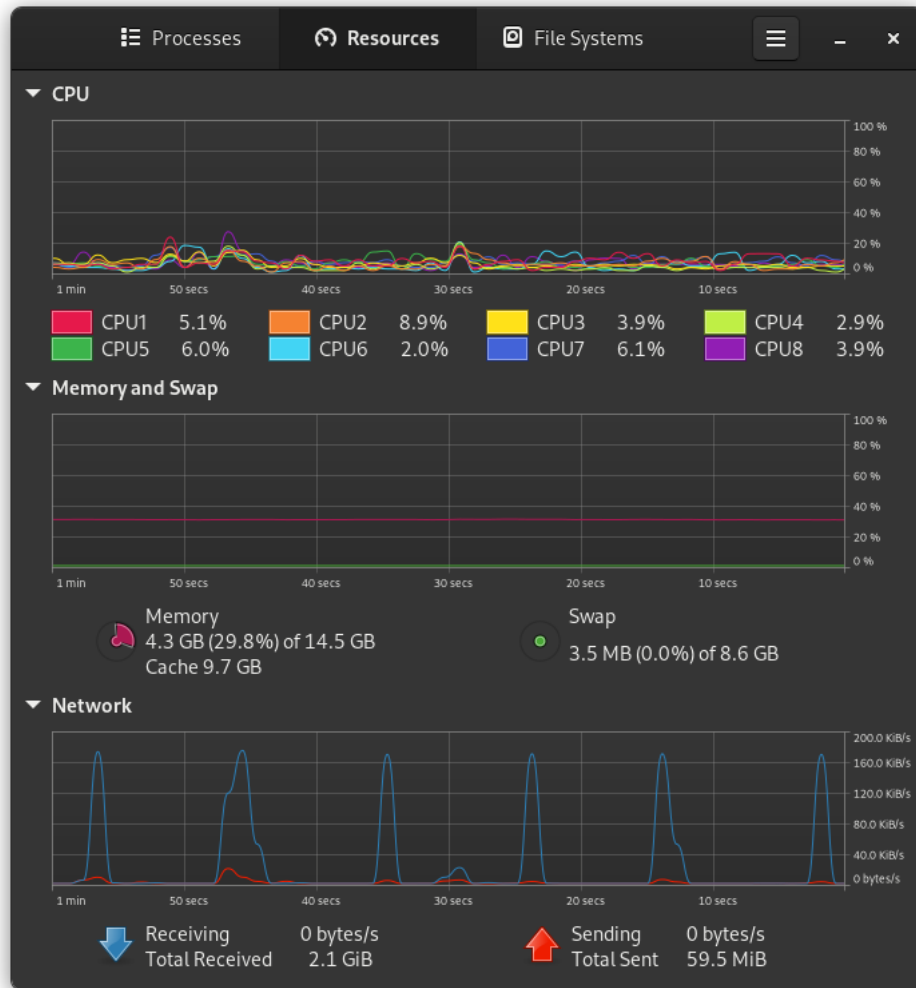 Processes Resources File Systems
CPU
100 %
80 %
60 %
40 %
20 %
0 %
1 min 50 secs 40 secs 30 secs 20 secs 10 secs
CPU1 5.1% CPU2 8.9% CPU3 3.9% CPU4 2.9%
CPU5 6.0% CPU6 2.0% CPU7 6.1% CPU8 3.9%
Memory and Swap
100 %
80 %
60 %
40 %
20 %
0 %
1 min 50 secs 40 secs 30 secs 20 secs 10 secs
Memory
4.3 GB (29.8%) of 14.5 GB
Cache 9.7 GB
Swap
3.5 MB (0.0%) of 8.6 GB
Network
200.0 KiB/s
160.0 KiB/s
120.0 KiB/s
80.0 KiB/s
40.0 KiB/s
0 bytes/s
1 min 50 secs 40 secs 30 secs 20 secs 10 secs
Receiving 0 bytes/s
Total Received 2.1 GiB
Sending 0 bytes/s
Total Sent 59.5 MiB